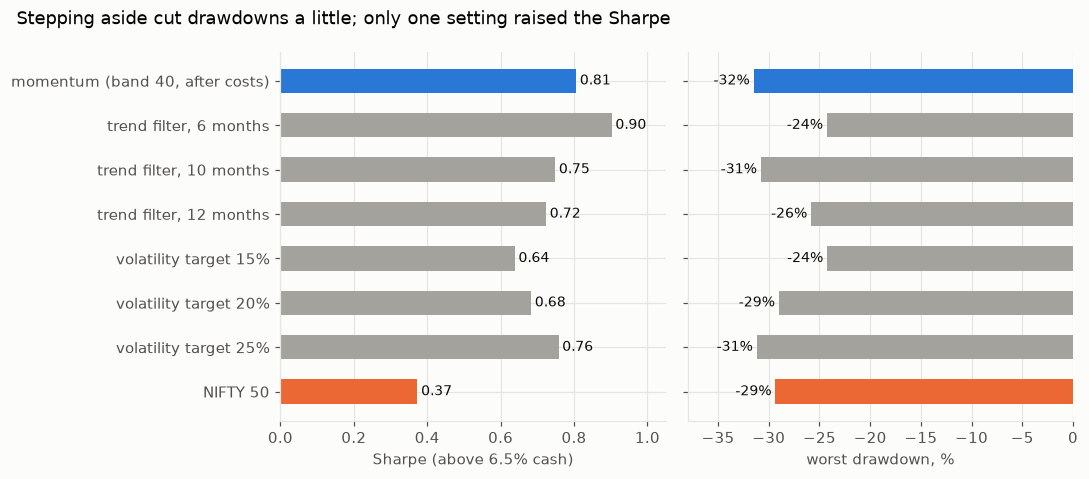 Stepping aside cut drawdowns a little; only one setting raised the Sharpe
momentum (band 40, after costs) 0.81 -32%
trend filter, 6 months 0.90 -24%
trend filter, 10 months 0.75 -31%
trend filter, 12 months 0.72 -26%
volatility target 15% 0.64 -24%
volatility target 20% 0.68 -29%
volatility target 25% 0.76 -31%
NIFTY 50 0.37 -29%
0.0 0.2 0.4 0.6 0.8 1.0 −35 −30 −25 −20 −15 −10 −5 0
Sharpe (above 6.5% cash) worst drawdown, %